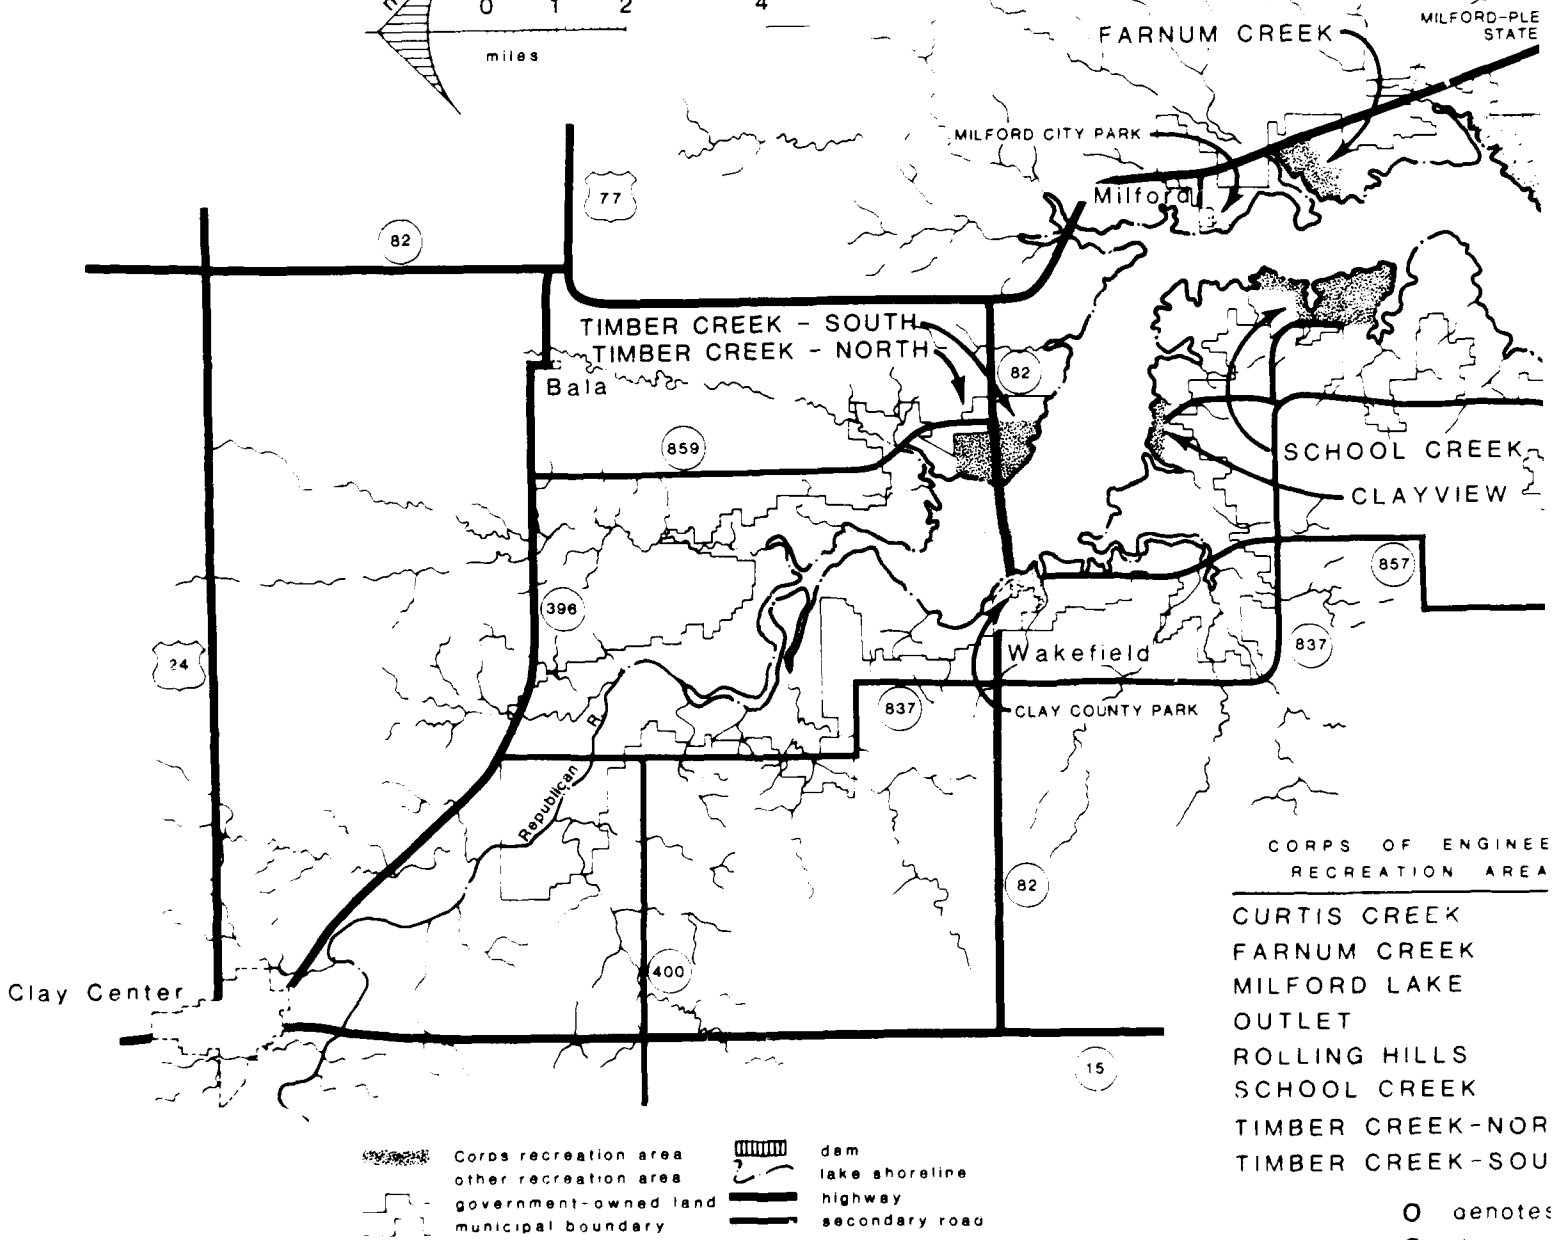 n
0 1 2 4
miles
FARNUM CREEK
MILFORD-PLE
STATE
MILFORD CITY PARK
Milford
77
82
TIMBER CREEK - SOUTH
TIMBER CREEK - NORTH
82
Bala
859
SCHOOL CREEK
CLAYVIEW
857
396
24
837
Wakefield
837
CLAY COUNTY PARK
Republican R.
82
400
Clay Center
15
CORPS OF ENGINEE
RECREATION AREA
CURTIS CREEK
FARNUM CREEK
MILFORD LAKE
OUTLET
ROLLING HILLS
SCHOOL CREEK
TIMBER CREEK-NOR
TIMBER CREEK-SOU
O denotes
Corps recreation area
other recreation area
government-owned land
municipal boundary
dam
lake shoreline
highway
secondary road